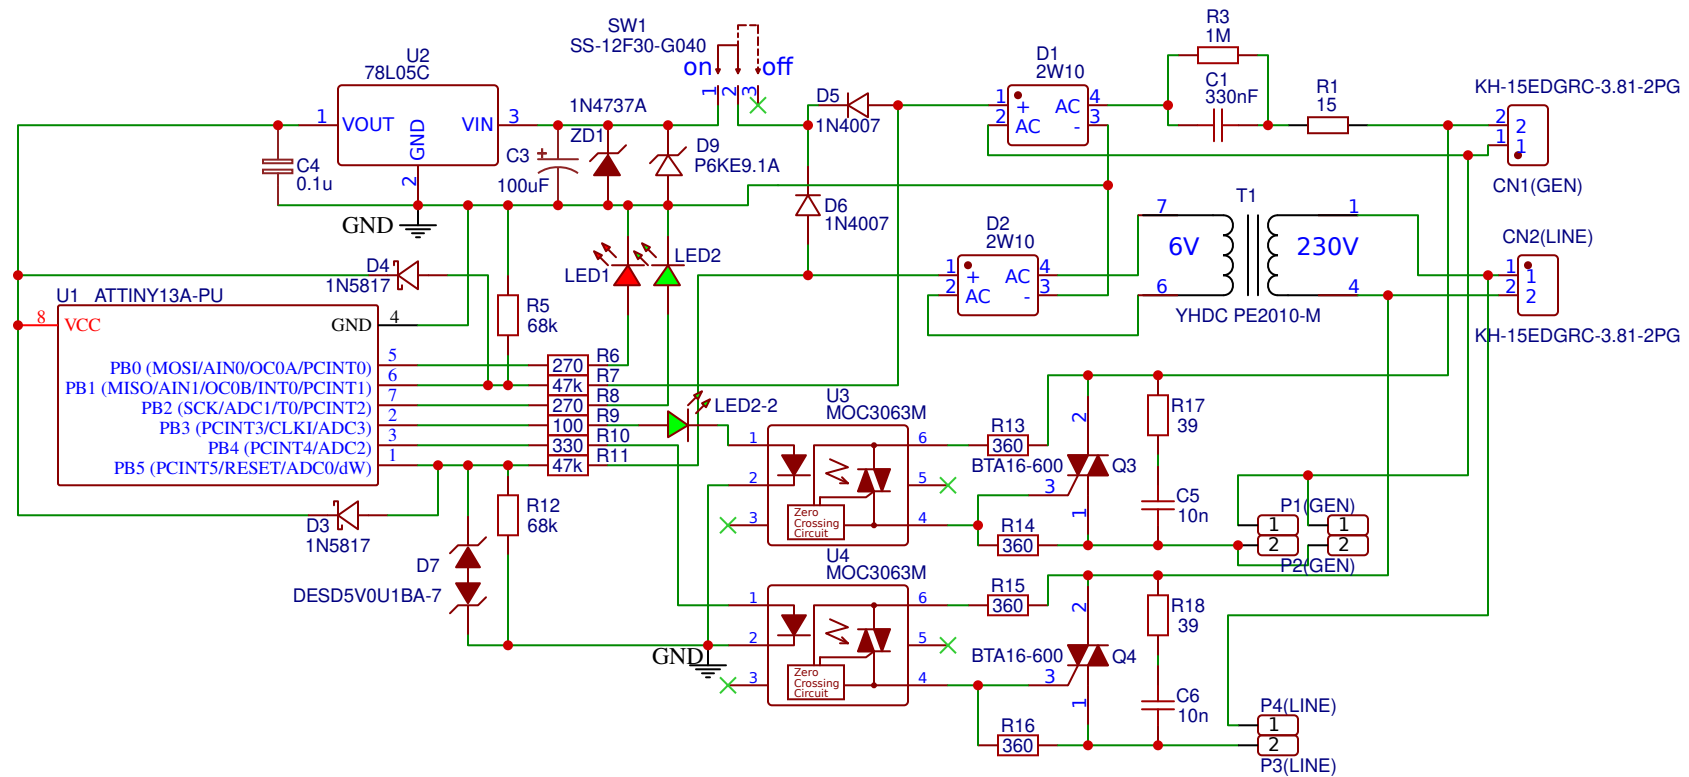 SW1
SS-12F30-G040
on
off
1
2
3
U2
78L05C
1
VOUT
VIN
3
GND
2
C4
0.1u
GND
1N4737A
ZD1
C3
+
100uF
D9
P6KE9.1A
D5
1N4007
D6
1N4007
D1
2W10
1
2
+
AC
AC
-
4
3
R3
1M
C1
330nF
R1
15
KH-15EDGRC-3.81-2PG
2
1
2
1
CN1(GEN)
D2
2W10
1
2
+
AC
AC
-
4
3
T1
7
6
6V
230V
1
4
YHDC PE2010-M
CN2(LINE)
1
2
1
2
KH-15EDGRC-3.81-2PG
D4
1N5817
LED1
LED2
U1 ATTINY13A-PU
8
VCC
GND
4
PB0 (MOSI/AIN0/OC0A/PCINT0)
5
PB1 (MISO/AIN1/OC0B/INT0/PCINT1)
6
PB2 (SCK/ADC1/T0/PCINT2)
7
PB3 (PCINT3/CLKI/ADC3)
2
PB4 (PCINT4/ADC2)
3
PB5 (PCINT5/RESET/ADC0/dW)
1
R5
68k
270
R6
47k
R7
270
R8
100
R9
330
R10
47k
R11
LED2-2
D3
1N5817
R12
68k
D7
DESD5V0U1BA-7
GND
U3
MOC3063M
1
2
3
6
5
4
Zero
Crossing
Circuit
R13
360
BTA16-600
Q3
2
3
1
R14
360
R17
39
C5
10n
P1(GEN)
1
2
1
2
P2(GEN)
U4
MOC3063M
1
2
3
6
5
4
Zero
Crossing
Circuit
R15
360
BTA16-600
Q4
2
3
1
R16
360
R18
39
C6
10n
P4(LINE)
1
2
P3(LINE)